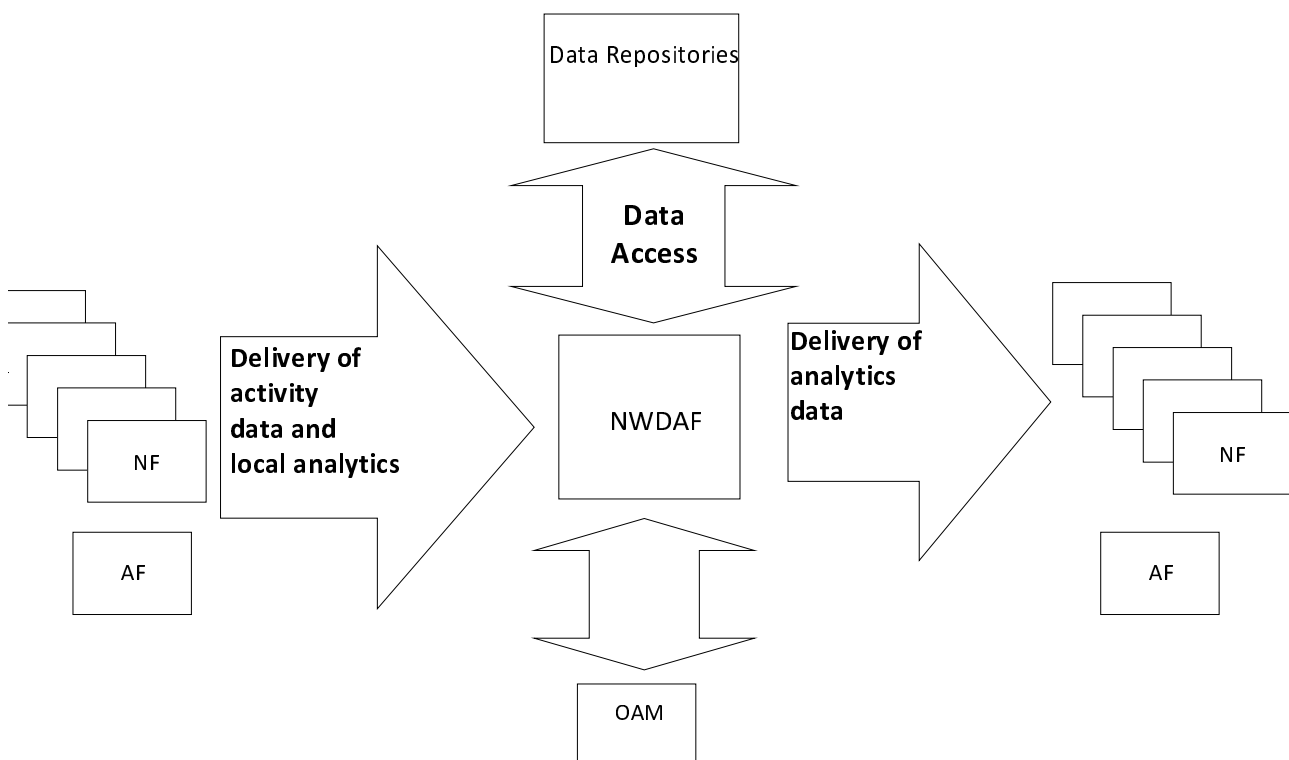 Data Repositories
Data
Access
Delivery of
activity
data and
local analytics
NWDAF
Delivery of
analytics
data
NF
NF
AF
AF
OAM